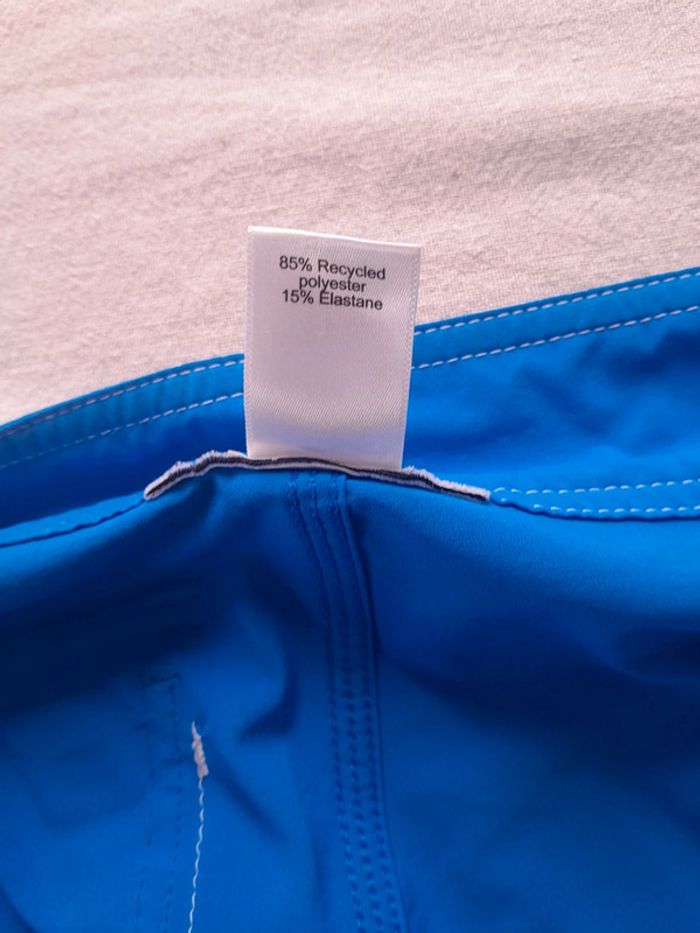 85% Recycled
polyester
15% Elastane